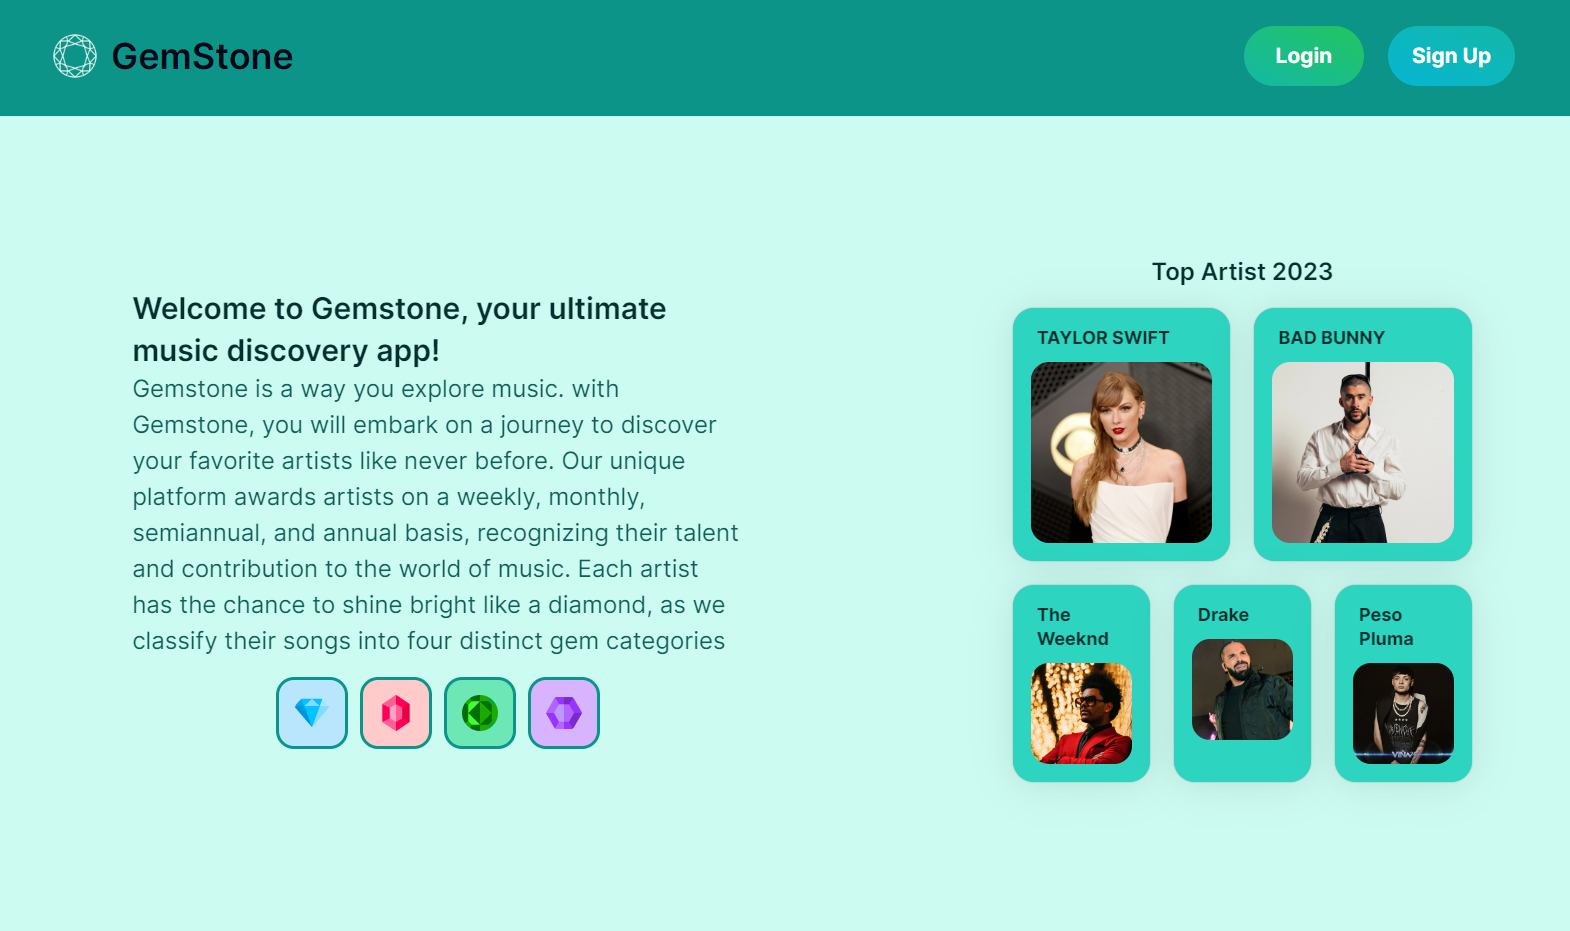 GemStone
Login
Sign Up
Welcome to Gemstone, your ultimate
music discovery app!
Gemstone is a way you explore music. with
Gemstone, you will embark on a journey to discover
your favorite artists like never before. Our unique
platform awards artists on a weekly, monthly,
semiannual, and annual basis, recognizing their talent
and contribution to the world of music. Each artist
has the chance to shine bright like a diamond, as we
classify their songs into four distinct gem categories
Top Artist 2023
TAYLOR SWIFT
BAD BUNNY
The
Weeknd
Drake
Peso
Pluma